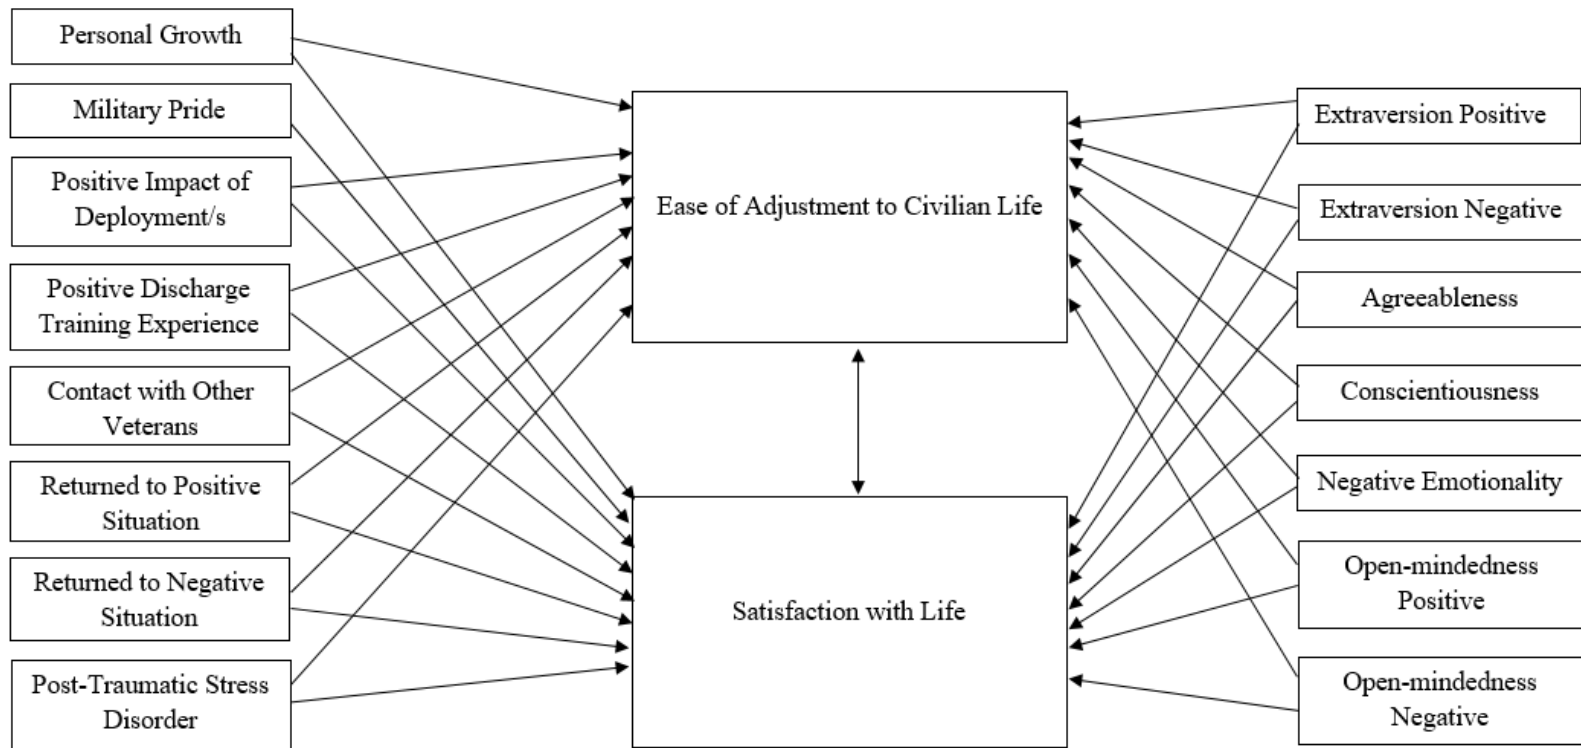 Personal Growth
Military Pride
Positive Impact of
Deployment/s
Positive Discharge
Training Experience
Contact with Other
Veterans
Returned to Positive
Situation
Returned to Negative
Situation
Post-Traumatic Stress
Disorder
Ease of Adjustment to Civilian Life
Satisfaction with Life
Extraversion Positive
Extraversion Negative
Agreeableness
Conscientiousness
Negative Emotionality
Open-mindedness
Positive
Open-mindedness
Negative